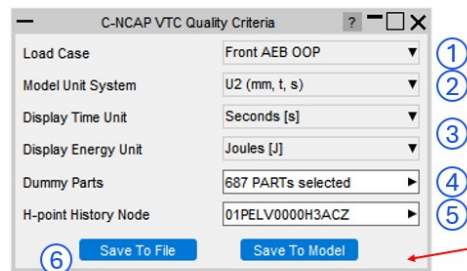 C-NCAP VTC Quality Criteria ?
Load Case Front AEB OOP 1
Model Unit System U2 (mm, t, s) 2
Display Time Unit Seconds [s]
3
Display Energy Unit Joules [J]
Dummy Parts 687 PARTs selected 4
H-point History Node 01PELV0000H3ACZ 5
6 Save To File Save To Model